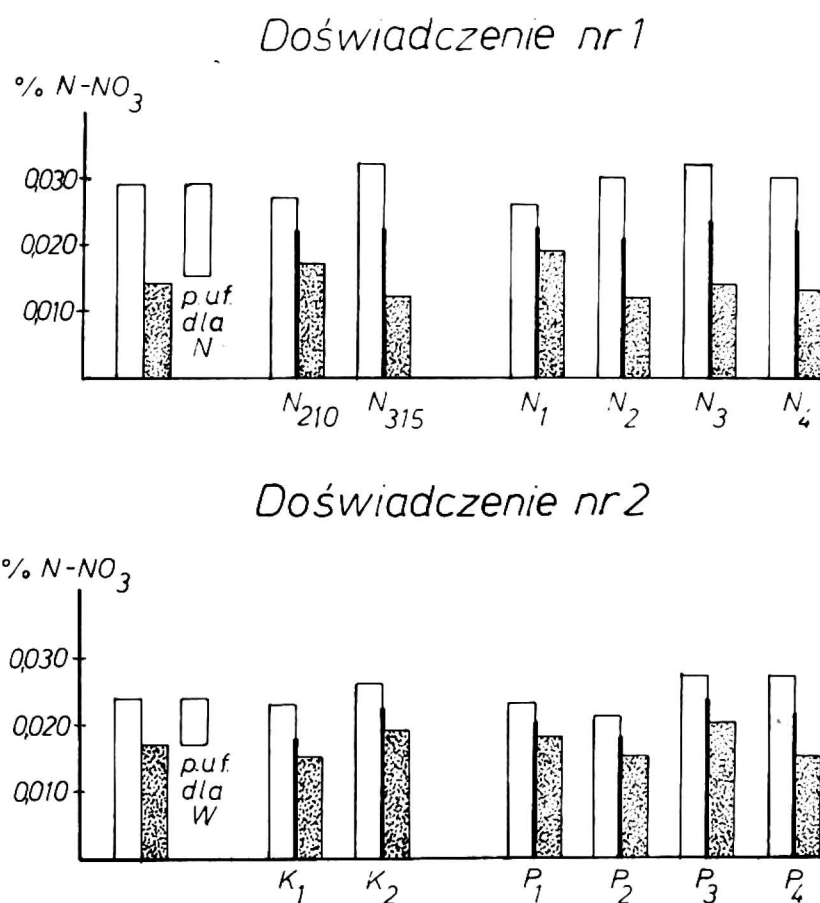 Doświadczenie nr 1
% N-NO3
0,030
0,020
0,010
p.uf.
dla
N
N210 N315 N1 N2 N3 N4
Doświadczenie nr 2
% N-NO3
0,030
0,020
0,010
p.u.f.
dla
W
K1 K2 P1 P2 P3 P4